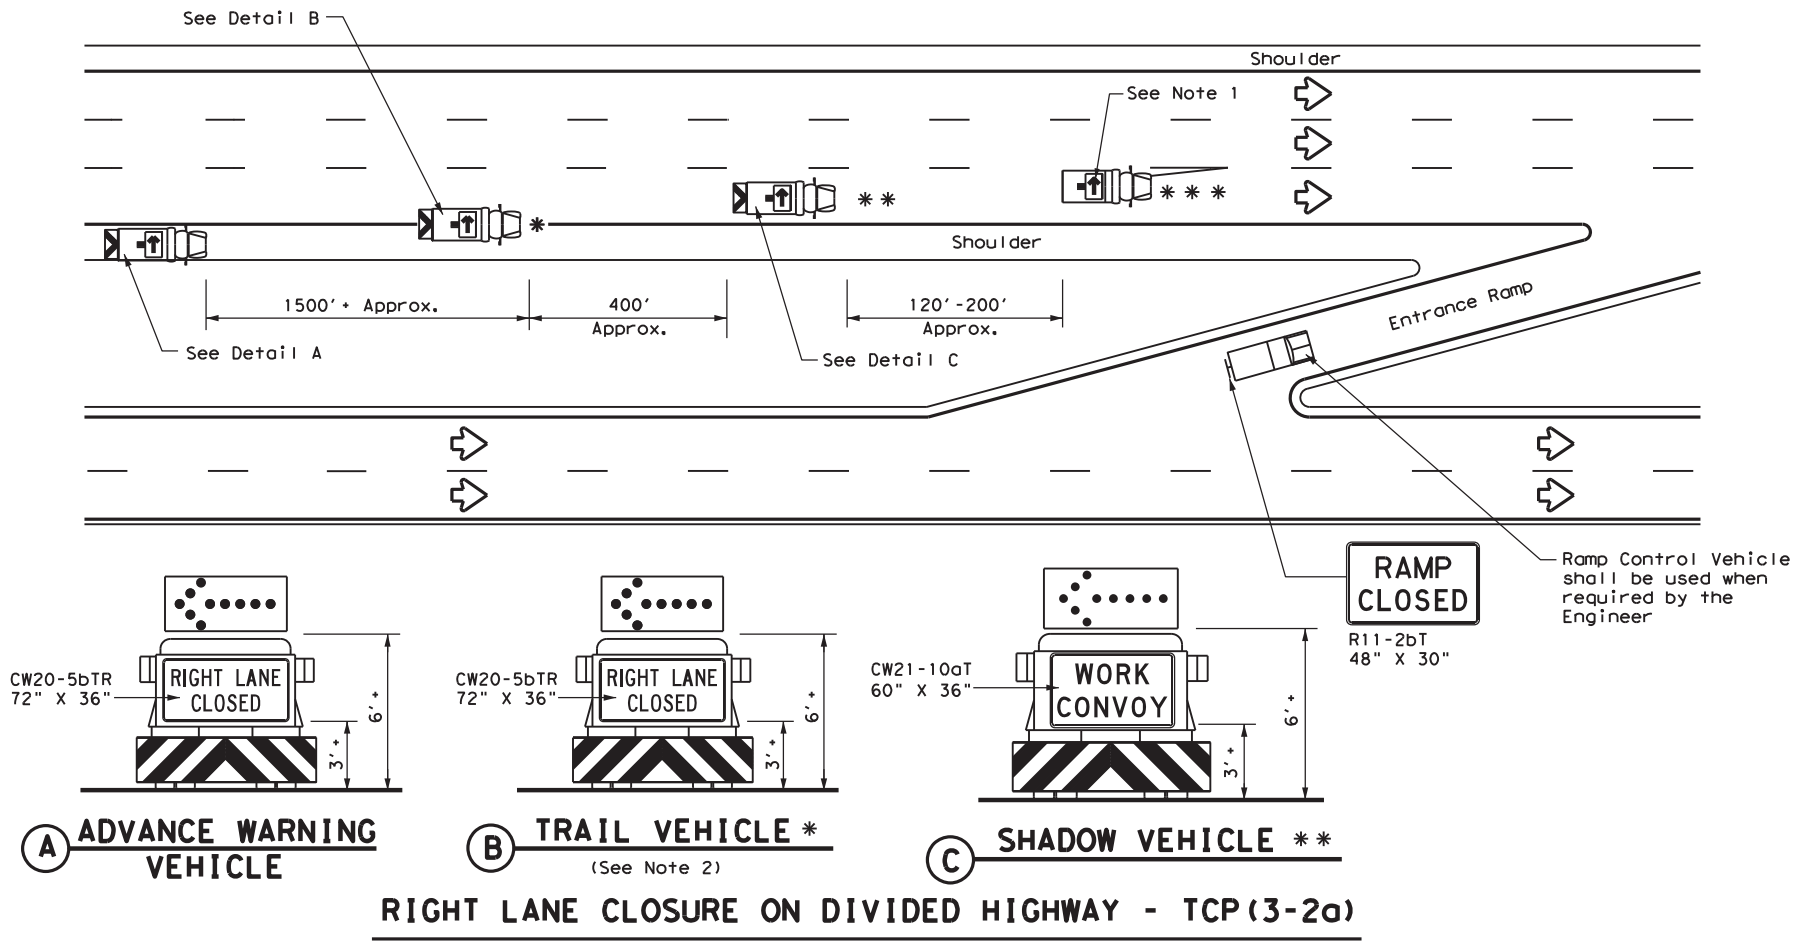 See Detail B
Shoulder
See Note 1
* *
* * *
*
Shoulder
1500'+ Approx.
400'
Approx.
120'-200'
Approx.
Entrance Ramp
See Detail A
See Detail C
RAMP
CLOSED
R11-2bT
48" X 30"
Ramp Control Vehicle
shall be used when
required by the
Engineer
CW20-5bTR
72" X 36"
RIGHT LANE
CLOSED
6'+
3'+
CW20-5bTR
72" X 36"
RIGHT LANE
CLOSED
6'+
3'+
CW21-10aT
60" X 36"
WORK
CONVOY
6'+
3'+
A ADVANCE WARNING
VEHICLE
B TRAIL VEHICLE *
(See Note 2)
C SHADOW VEHICLE * *
RIGHT LANE CLOSURE ON DIVIDED HIGHWAY - TCP(3-2a)